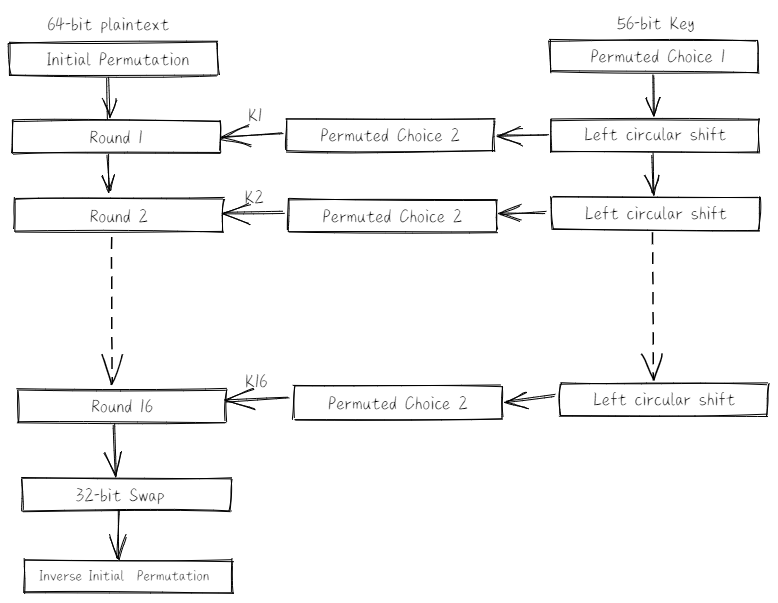 64-bit plaintext
56-bit Key
Initial Permutation
Permuted Choice 1
K1
Round 1
Permuted Choice 2
Left circular shift
K2
Round 2
Permuted Choice 2
Left circular shift
K16
Round 16
Permuted Choice 2
Left circular shift
32-bit Swap
Inverse Initial Permutation